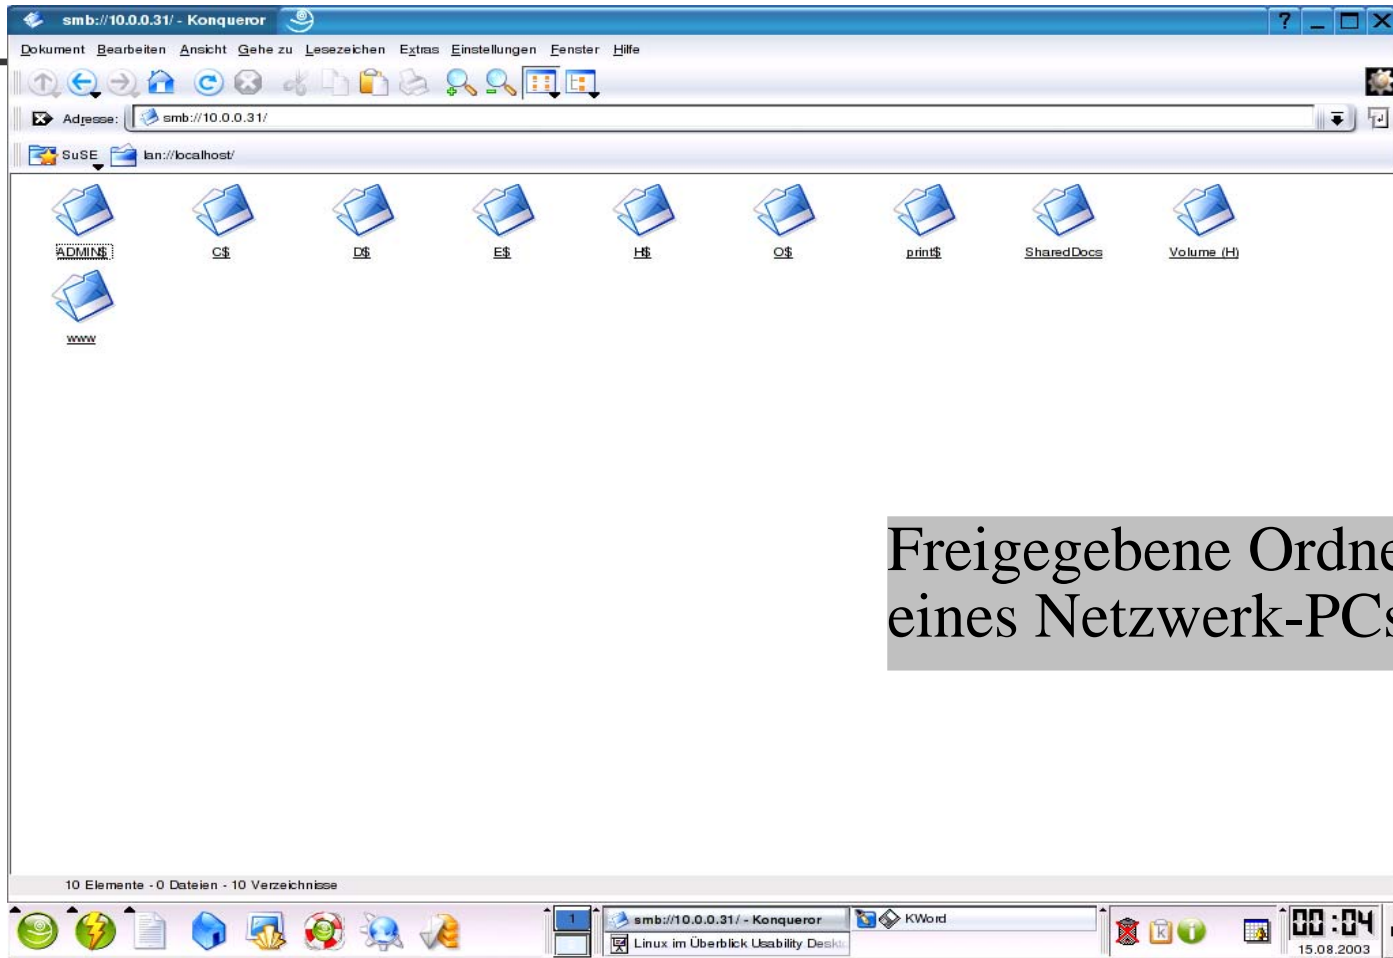 smb://10.0.0.31/ - Konqueror
Dokument Bearbeiten Ansicht Gehe zu Lesezeichen Extras Einstellungen Fenster Hilfe
Adresse: smb://10.0.0.31/
SuSE lan://localhost/
ADMIN$ C$ D$ E$ H$ O$ print$ SharedDocs Volume (H)
www
Freigegebene Ordne
eines Netzwerk-PCs
10 Elemente - 0 Dateien - 10 Verzeichnisse
1 smb://10.0.0.31/ - Konqueror KWord
Linux im Überblick Usability Deskt
00:04
15.08.2003